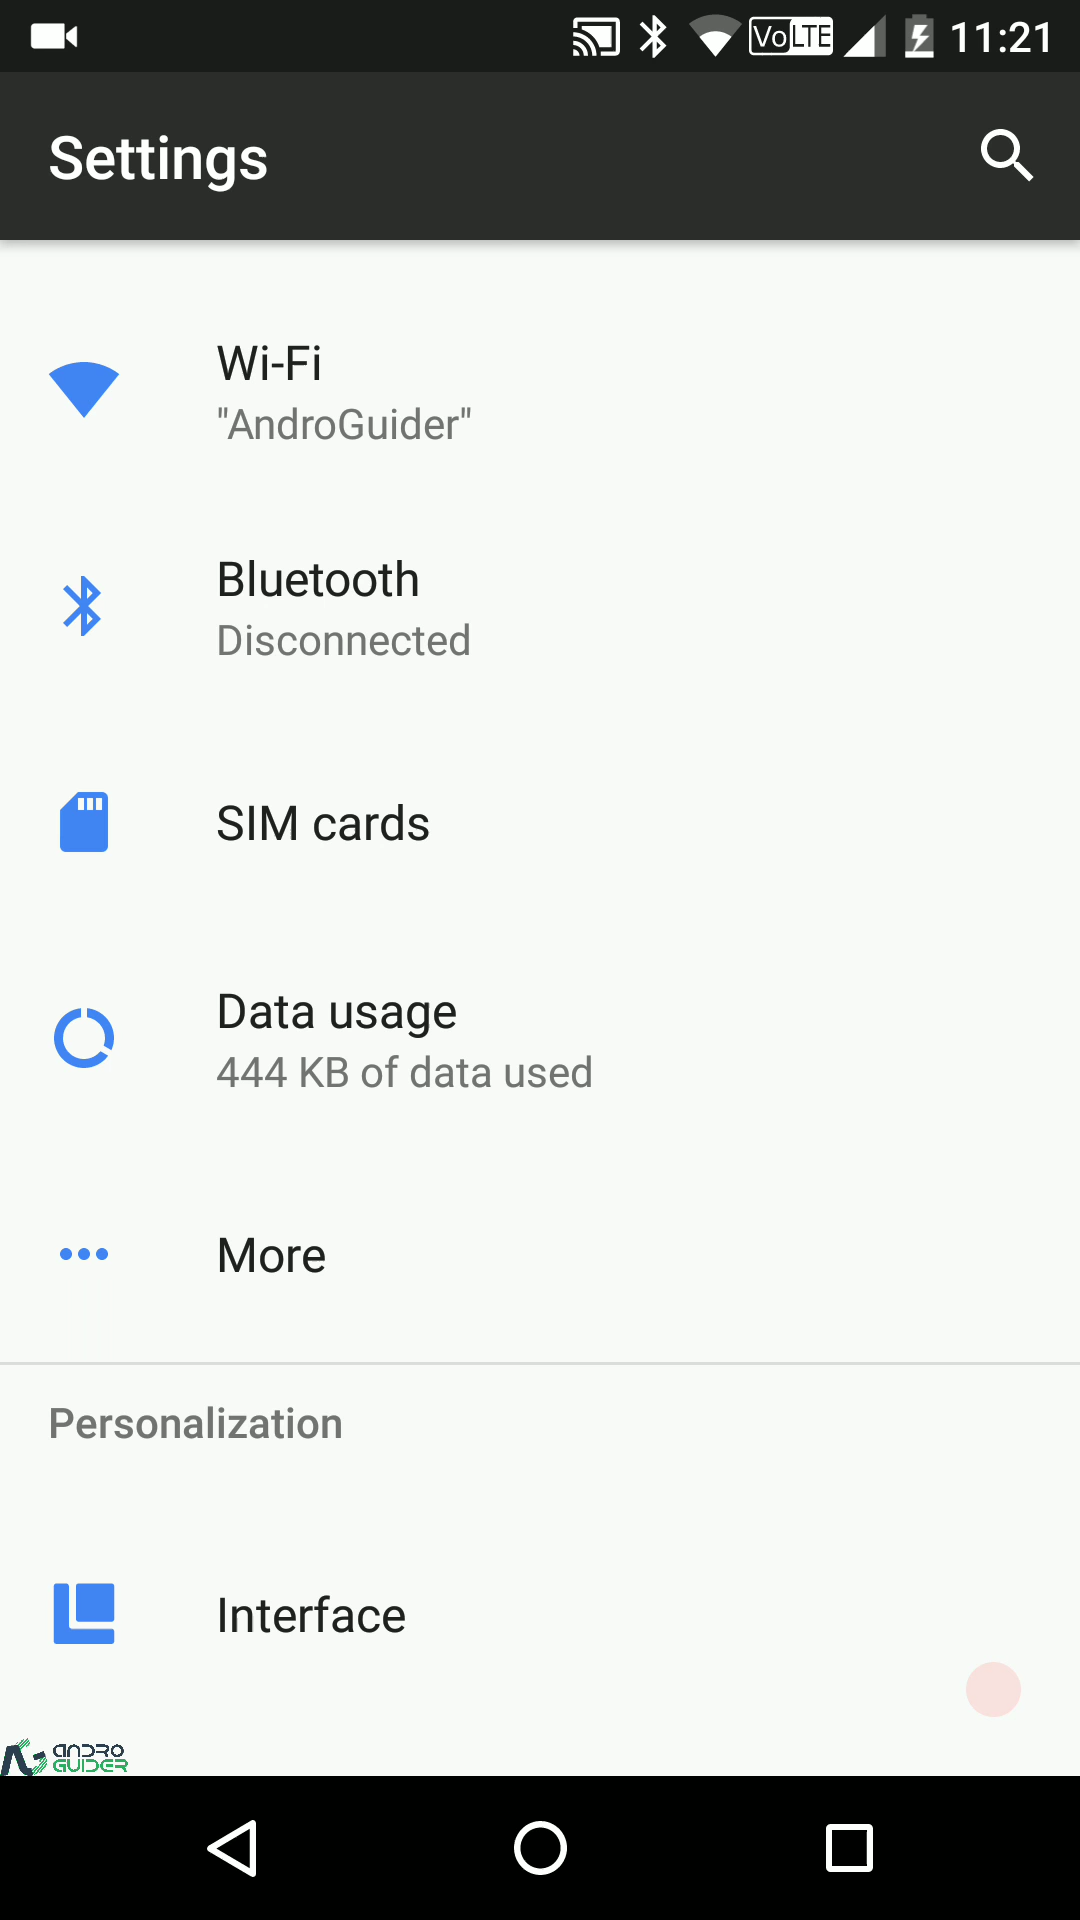 VoLTE 11:21
Settings
Wi-Fi
"AndroGuider"
Bluetooth
Disconnected
SIM cards
Data usage
444 KB of data used
More
Personalization
Interface
ANDRO
GUIDER